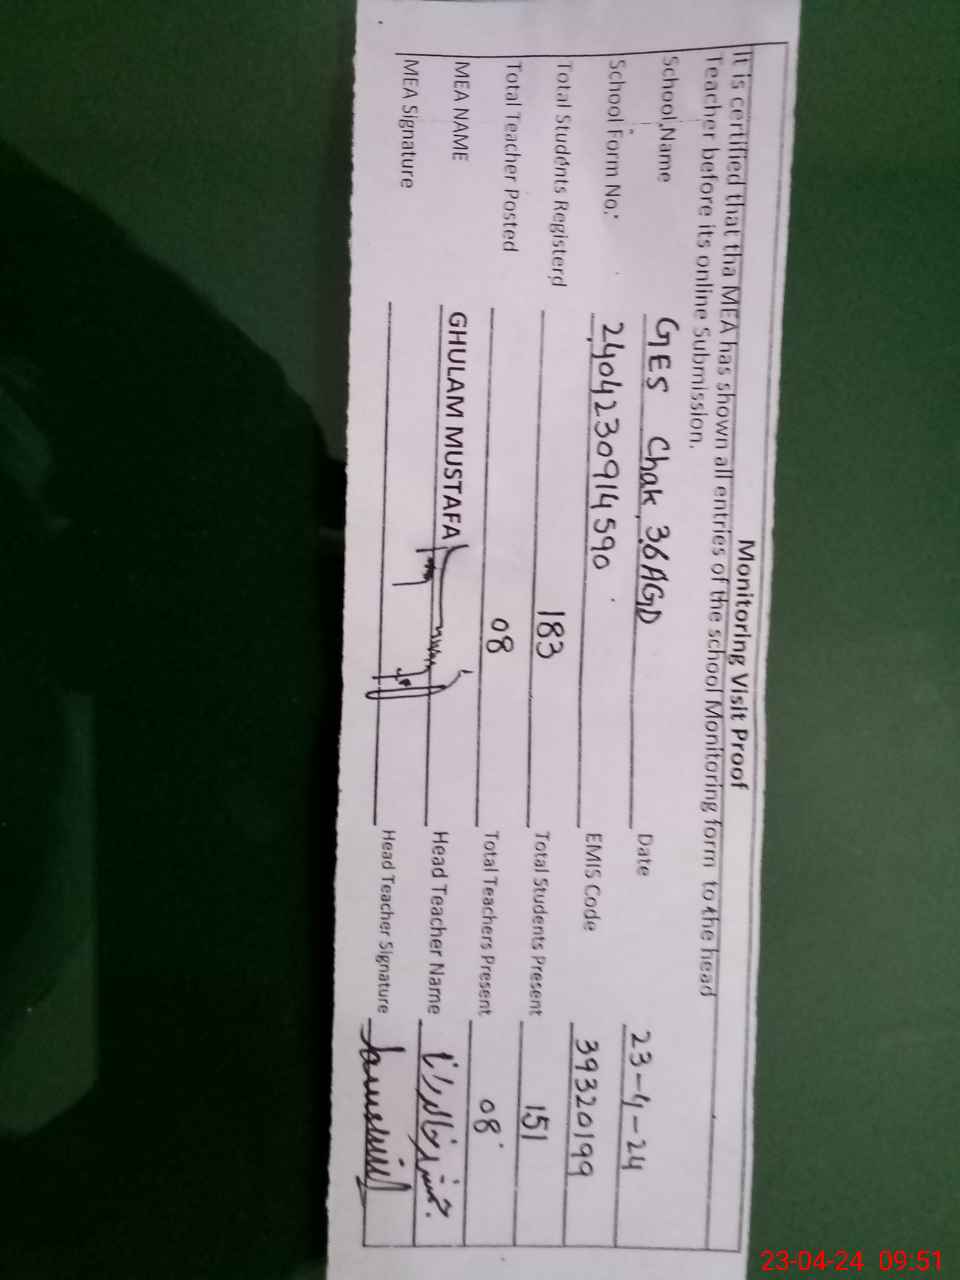 Monitoring Visit Proof
It is certified that tha MEA has shown all entries of the school Monitoring form to the head
Teacher before its online Submission.
School Name GES Chak 36AGD Date 23-4-24
School Form No: 2404230914590 EMIS Code 39320199
Total Students Registerd 183 Total Students Present 151
Total Teacher Posted 08 Total Teachers Present 08
MEA NAME GHULAM MUSTAFA Head Teacher Name
MEA Signature Head Teacher Signature
23-04-24 09:51